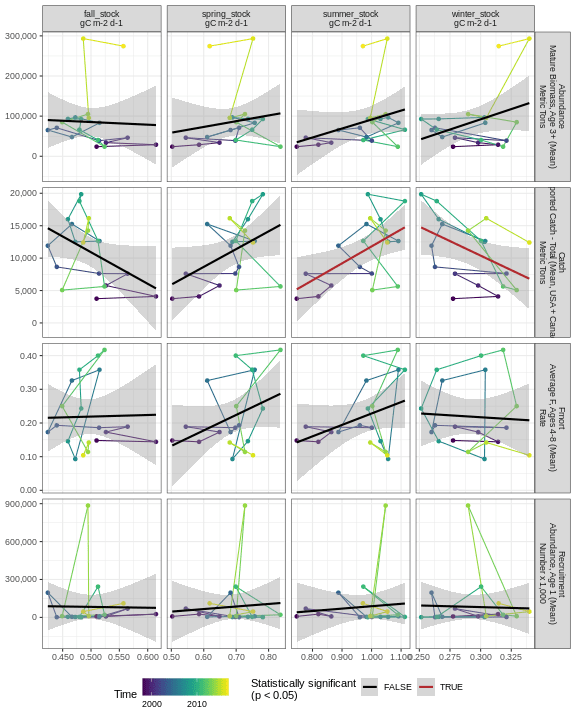 fall_stock
gC m-2 d-1
spring_stock
gC m-2 d-1
summer_stock
gC m-2 d-1
winter_stock
gC m-2 d-1
300,000
200,000
100,000
0
Abundance
Mature Biomass, Age 3+ (Mean)
Metric Tons
20,000
15,000
10,000
5,000
0
Catch
ported Catch - Total (Mean, USA + Cana
Metric Tons
0.40
0.30
0.20
0.10
0.00
Fmort
Average F, Ages 4-8 (Mean)
Rate
900,000
600,000
300,000
0
Recruitment
Abundance, Age 1 (Mean)
Number x 1,000
0.450 0.500 0.550 0.600
0.50 0.60 0.70 0.80
0.800 0.900 1.000 1.100
0.250 0.275 0.300 0.325
Time
2000 2010
Statistically significant
(p < 0.05)
FALSE
TRUE